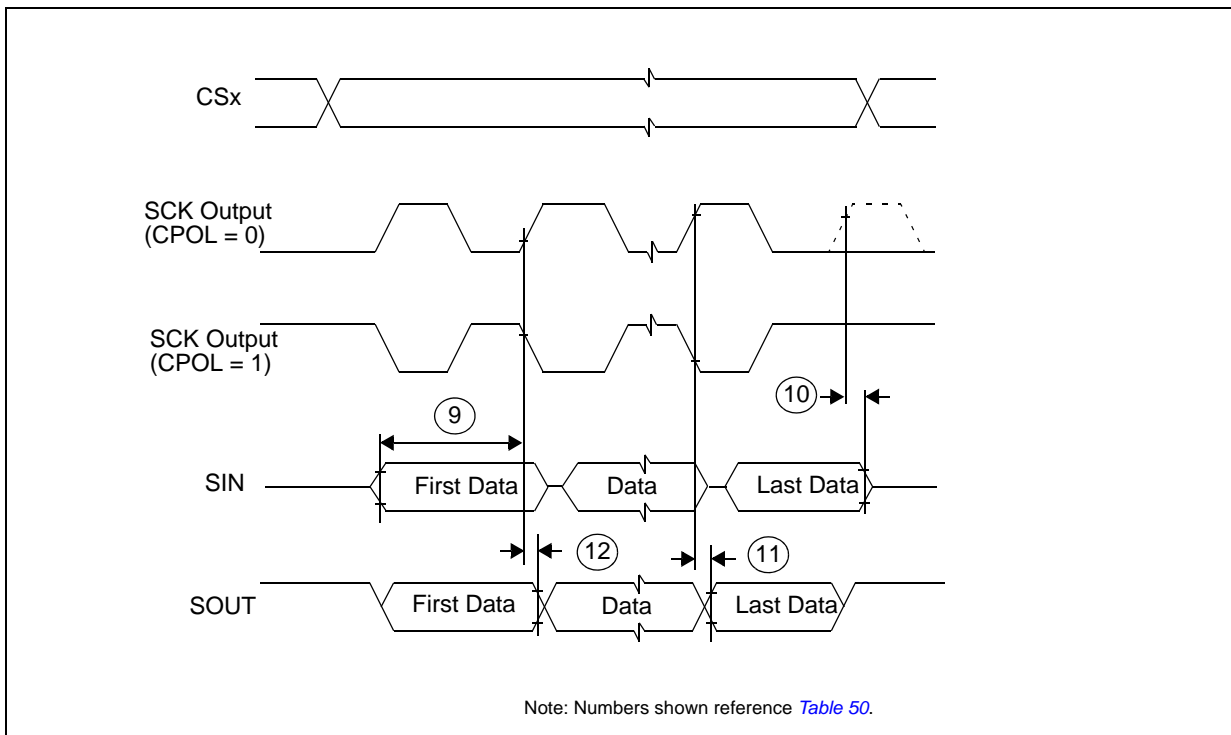 CSx
SCK Output
(CPOL = 0)
SCK Output
(CPOL = 1)
10
9
SIN
First Data
Data
Last Data
12
11
SOUT
First Data
Data
Last Data
Note: Numbers shown reference Table 50.